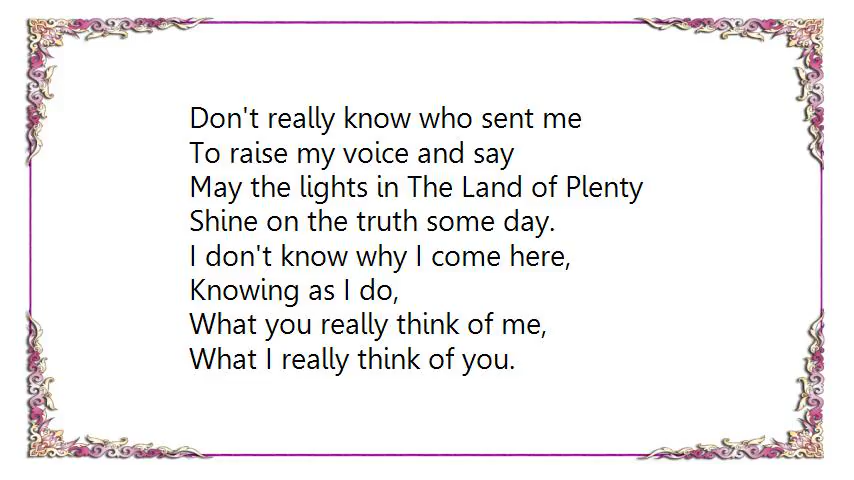 Don't really know who sent me
To raise my voice and say
May the lights in The Land of Plenty
Shine on the truth some day.
I don't know why I come here,
Knowing as I do,
What you really think of me,
What I really think of you.